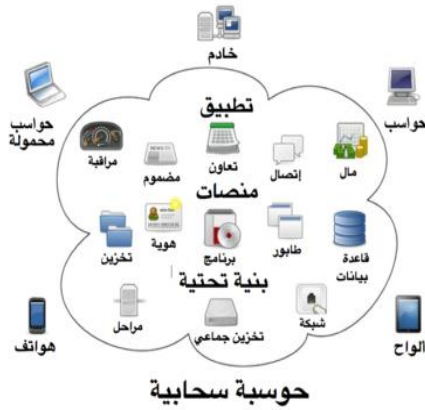 خادم
حواسب
حواسب
محمولة
تطبيق
مال
إتصال
تعاون
مضموم
مراقبة
NEWS
منصات
قاعدة
بيانات
طابور
برنامج
هوية
تخزين
بنية تحتية
شبكة
تخزين جماعي
مراحل
الواح
هواتف
حوسبة سحابية